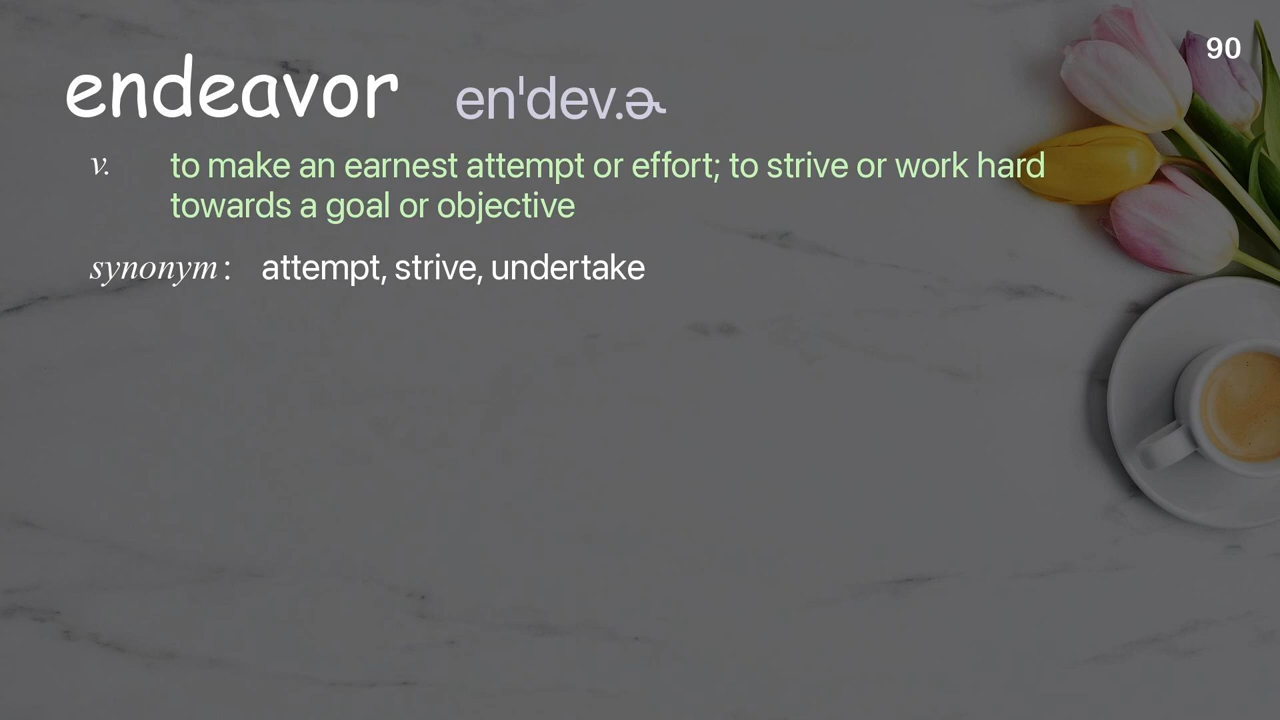 90
endeavor en'dev.ɚ
v. to make an earnest attempt or effort; to strive or work hard
towards a goal or objective
synonym: attempt, strive, undertake